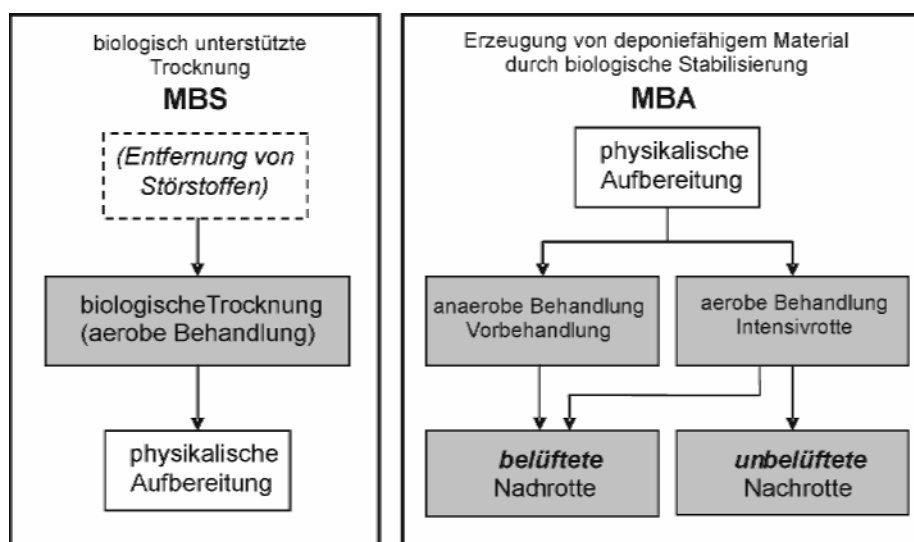 biologisch unterstützte
Trocknung
MBS
(Entfernung von
Störstoffen)
biologischeTrocknung
(aerobe Behandlung)
physikalische
Aufbereitung
Erzeugung von deponiefähigem Material
durch biologische Stabilisierung
MBA
physikalische
Aufbereitung
anaerobe Behandlung
Vorbehandlung
aerobe Behandlung
Intensivrotte
belüftete
Nachrotte
unbelüftete
Nachrotte